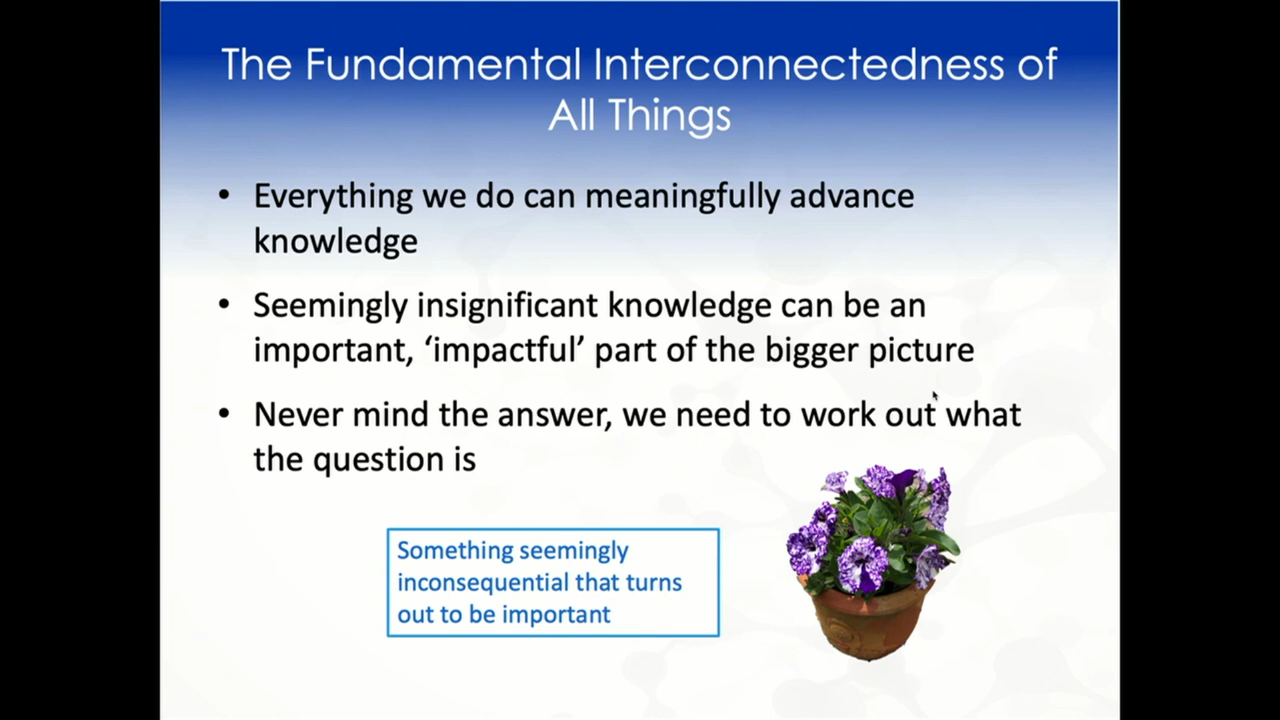 The Fundamental Interconnectedness of
All Things
• Everything we do can meaningfully advance
knowledge
• Seemingly insignificant knowledge can be an
important, ‘impactful’ part of the bigger picture
• Never mind the answer, we need to work out what
the question is
Something seemingly
inconsequential that turns
out to be important